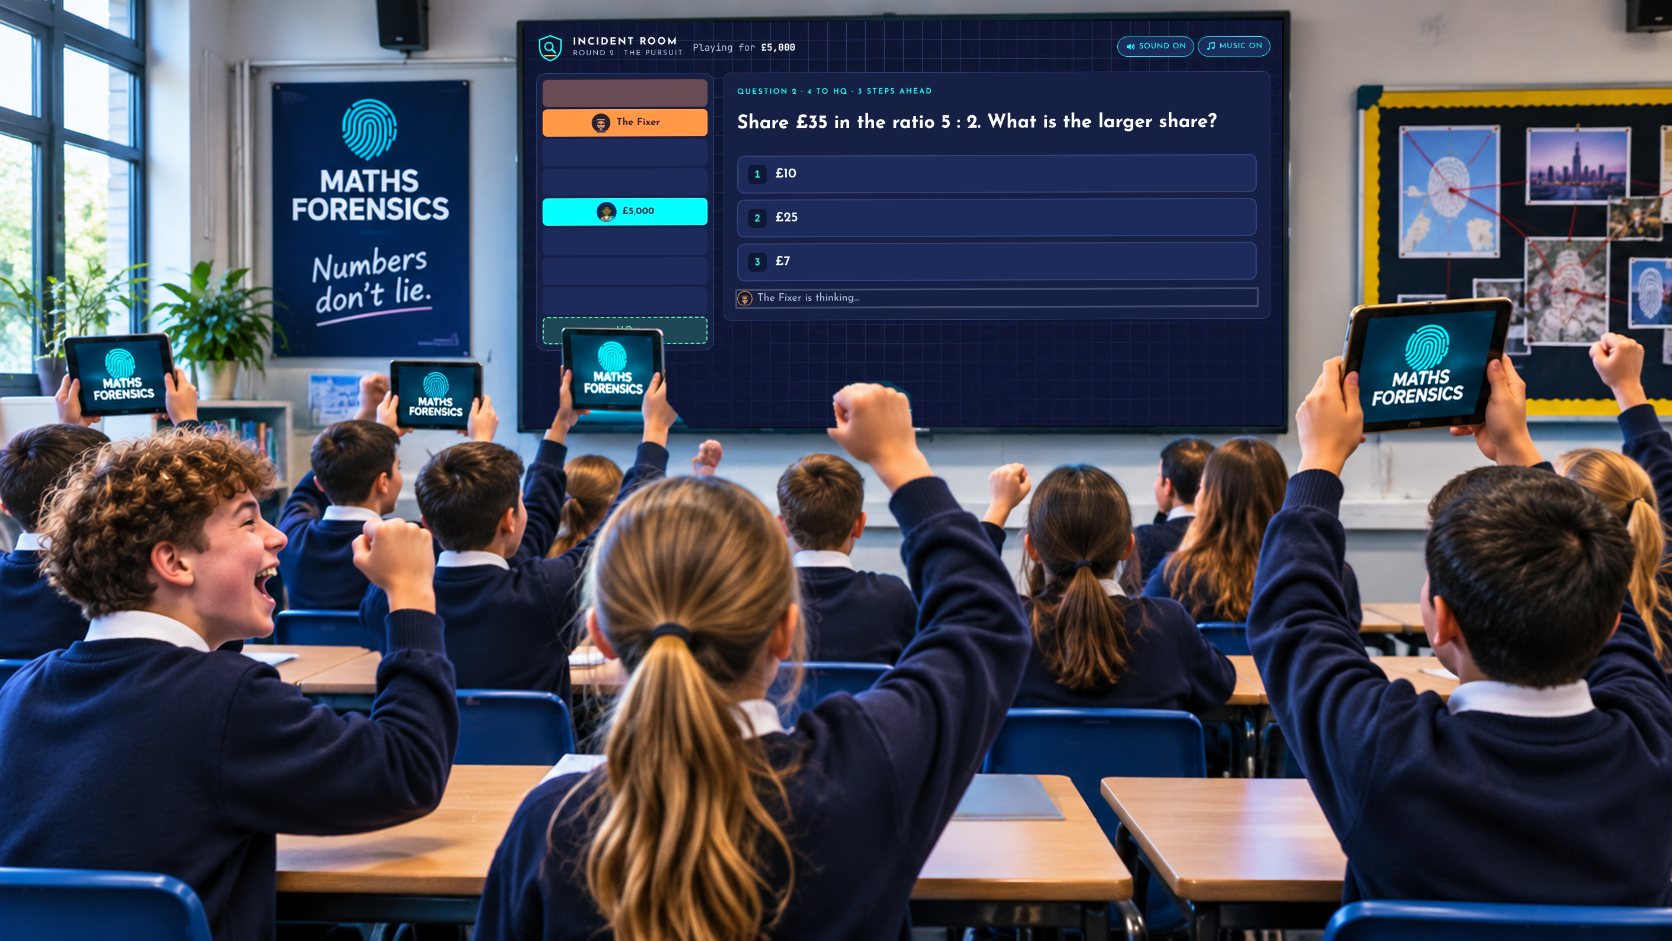 INCIDENT ROOM
ROUND 2 · THE PURSUIT
Playing for £5,000
SOUND ON
MUSIC ON
The Fixer
£5,000
QUESTION 2 · 4 TO HQ · 3 STEPS AHEAD
Share £35 in the ratio 5 : 2. What is the larger share?
1 £10
2 £25
3 £7
The Fixer is thinking...
MATHS
FORENSICS
Numbers
don't lie.
MATHS
FORENSICS
MATHS
FORENSICS
MATHS
FORENSICS
MATHS
FORENSICS